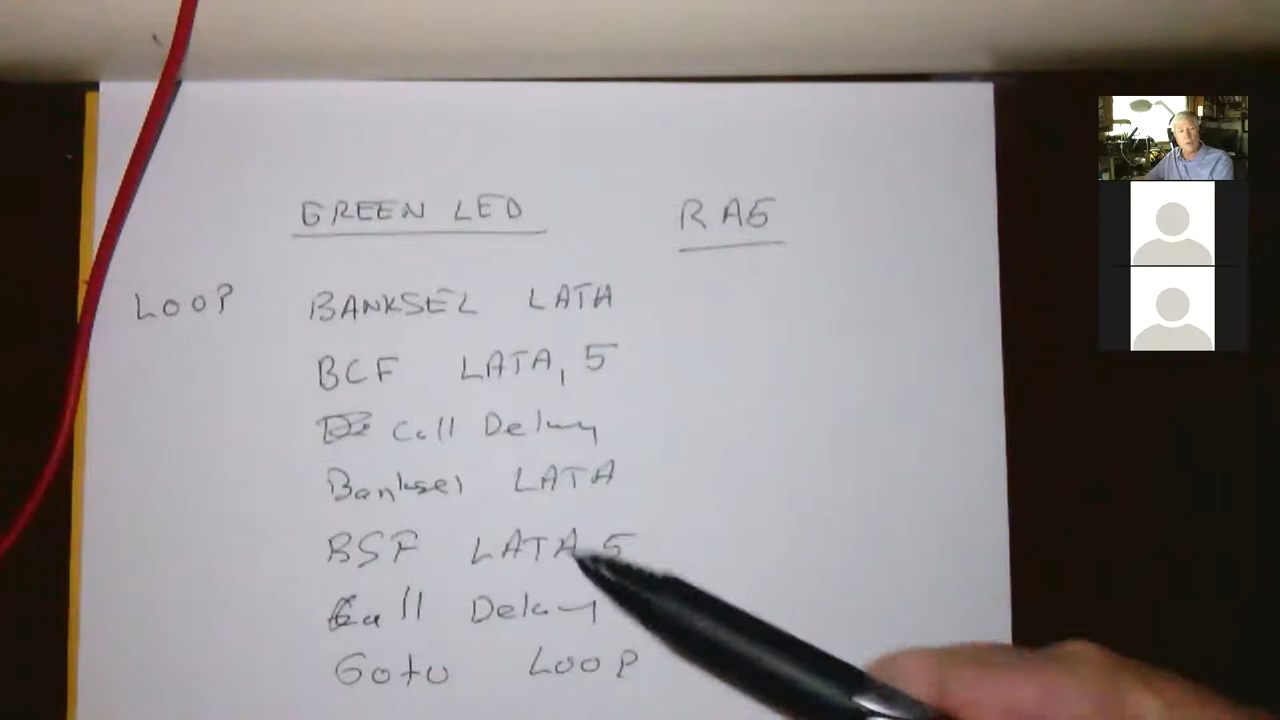 GREEN LED RA5
LOOP BANKSEL LATA
BCF LATA, 5
Call Delay
Banksel LATA
BSF LATA 5
Call Delay
Goto LOOP